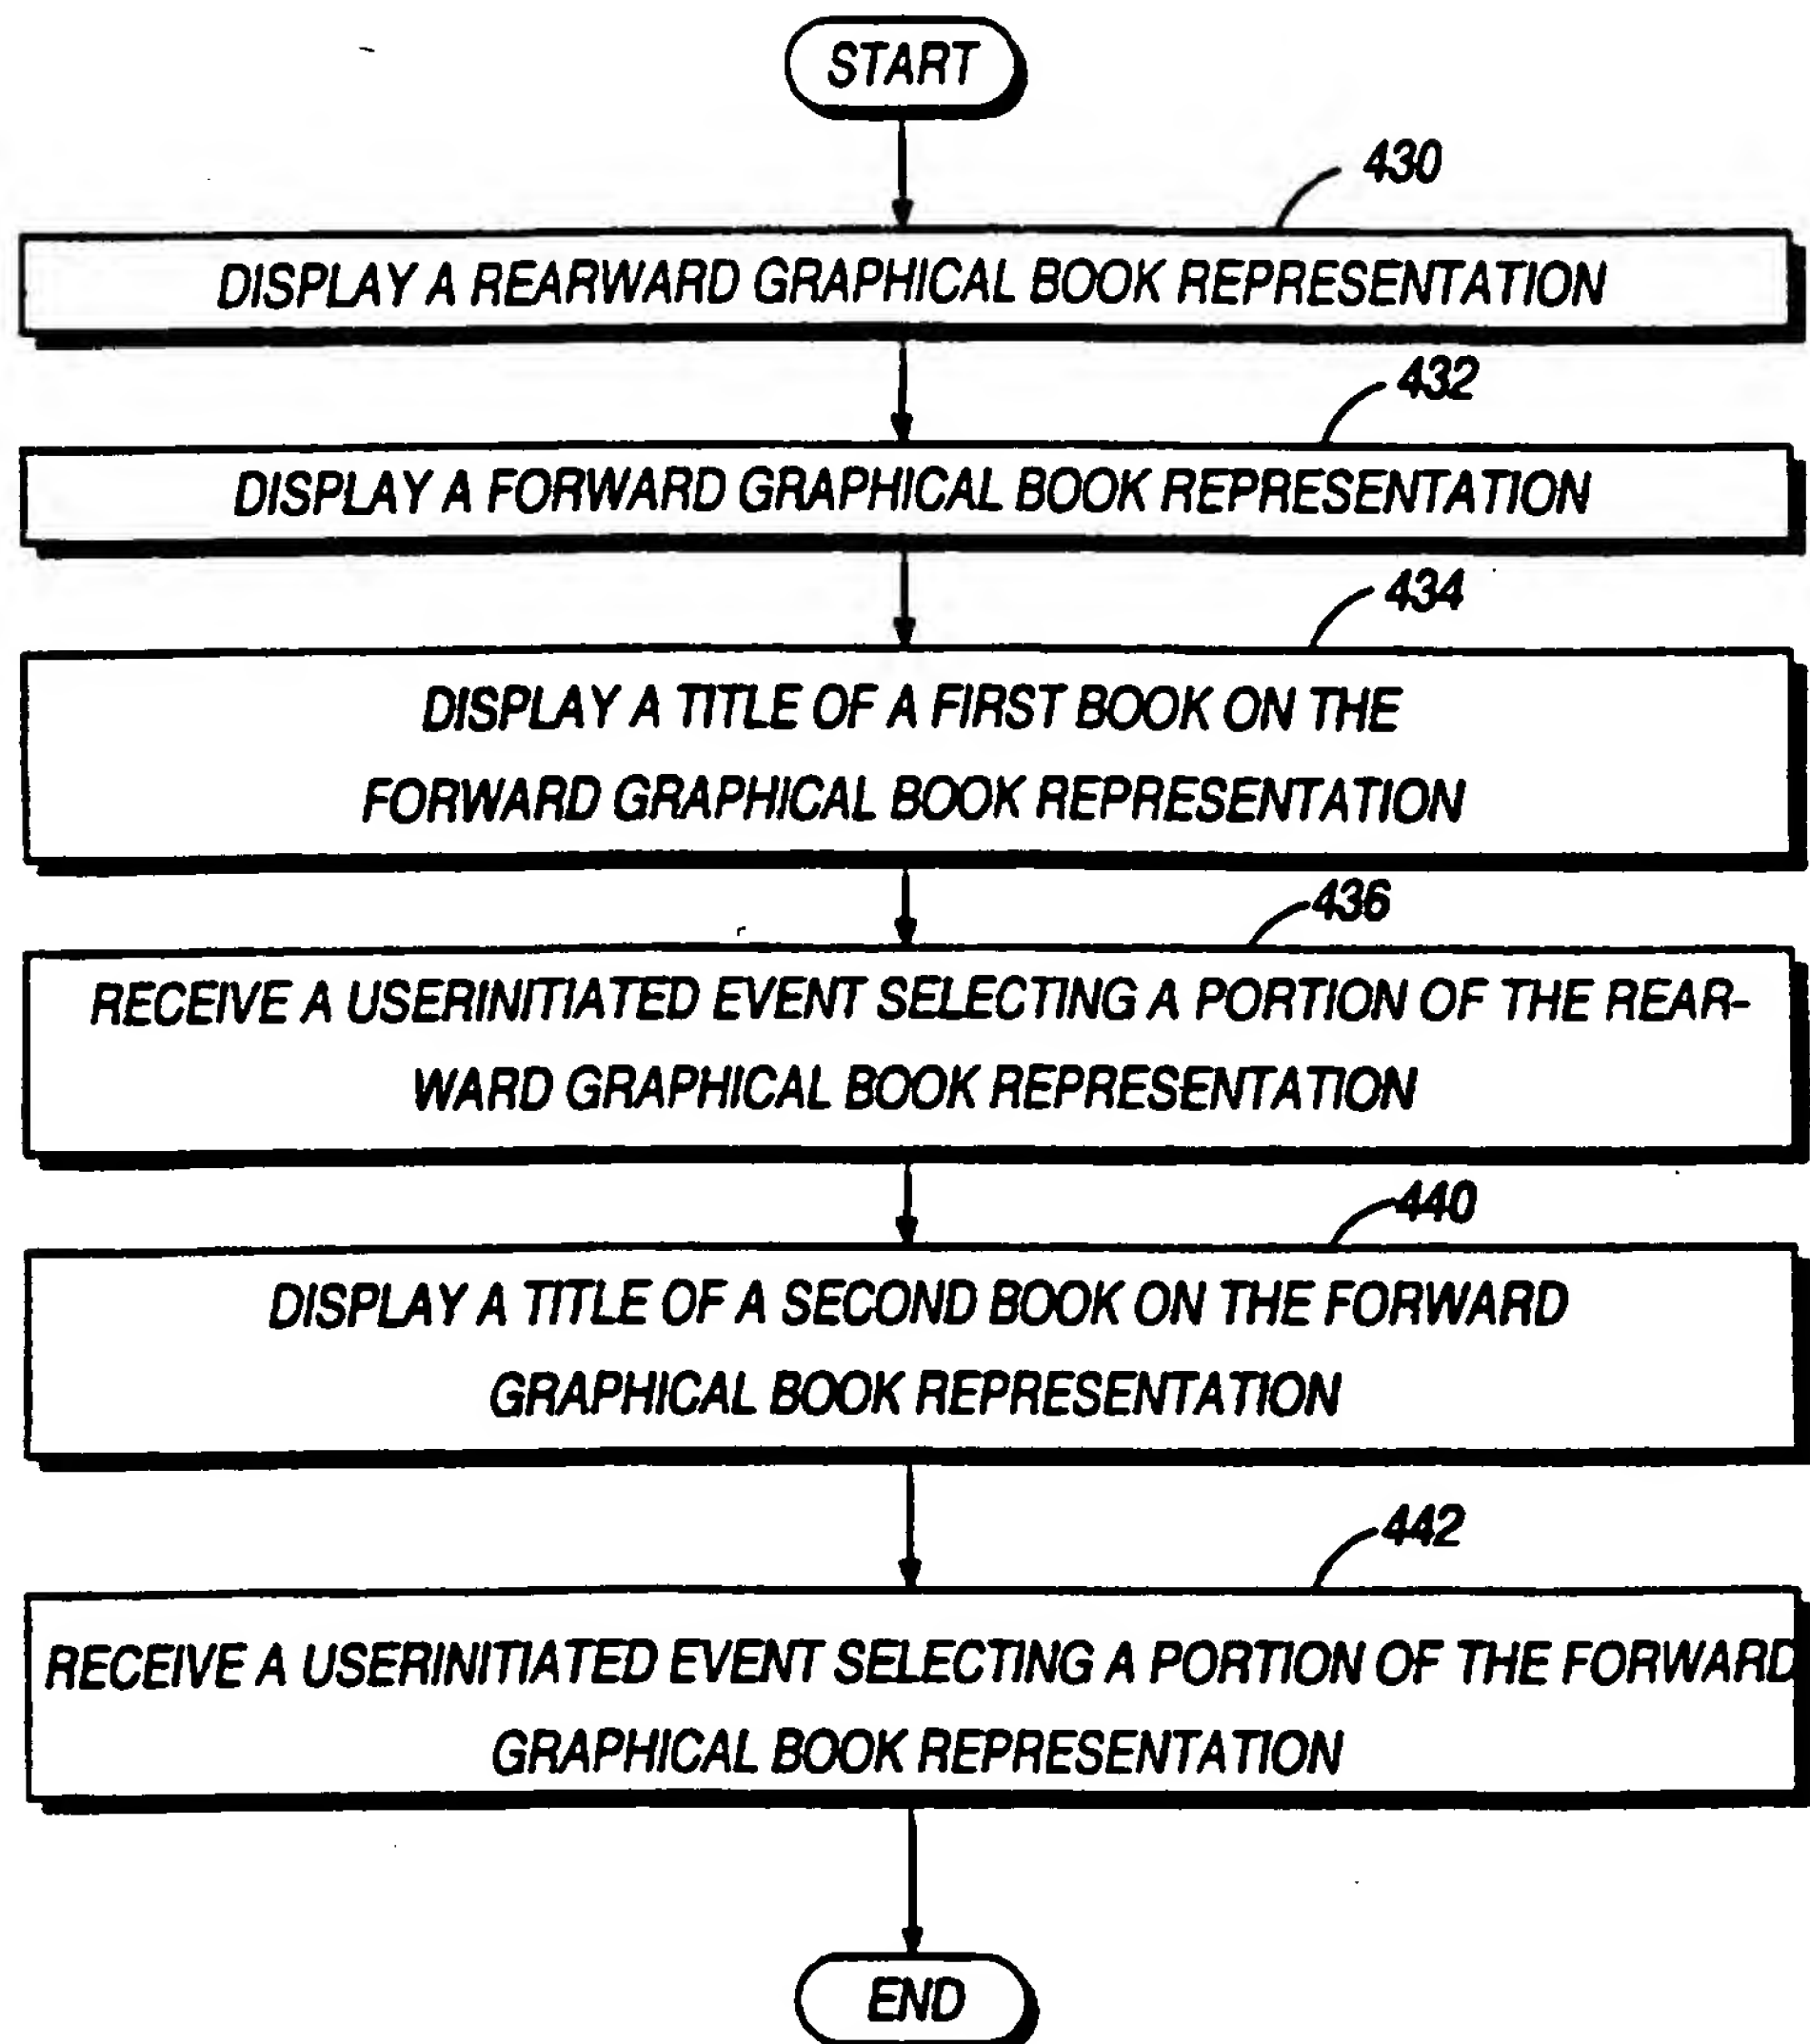 START
430
DISPLAY A REARWARD GRAPHICAL BOOK REPRESENTATION
432
DISPLAY A FORWARD GRAPHICAL BOOK REPRESENTATION
434
DISPLAY A TITLE OF A FIRST BOOK ON THE
FORWARD GRAPHICAL BOOK REPRESENTATION
436
RECEIVE A USERINITIATED EVENT SELECTING A PORTION OF THE REAR-
WARD GRAPHICAL BOOK REPRESENTATION
440
DISPLAY A TITLE OF A SECOND BOOK ON THE FORWARD
GRAPHICAL BOOK REPRESENTATION
442
RECEIVE A USERINITIATED EVENT SELECTING A PORTION OF THE FORWARD
GRAPHICAL BOOK REPRESENTATION
END